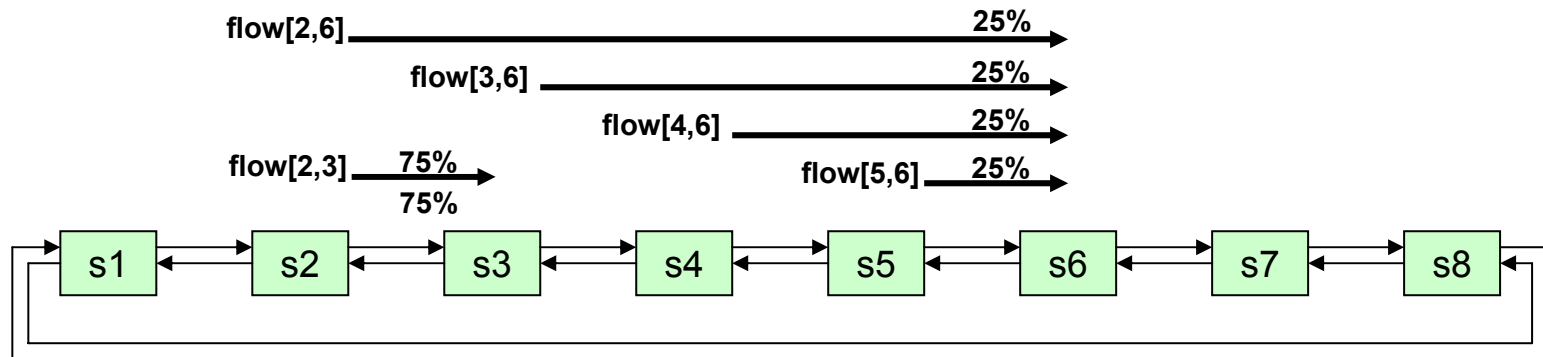 flow[2,6] 25%
flow[3,6] 25%
flow[4,6] 25%
flow[2,3] 75% flow[5,6] 25%
75%
s1 s2 s3 s4 s5 s6 s7 s8